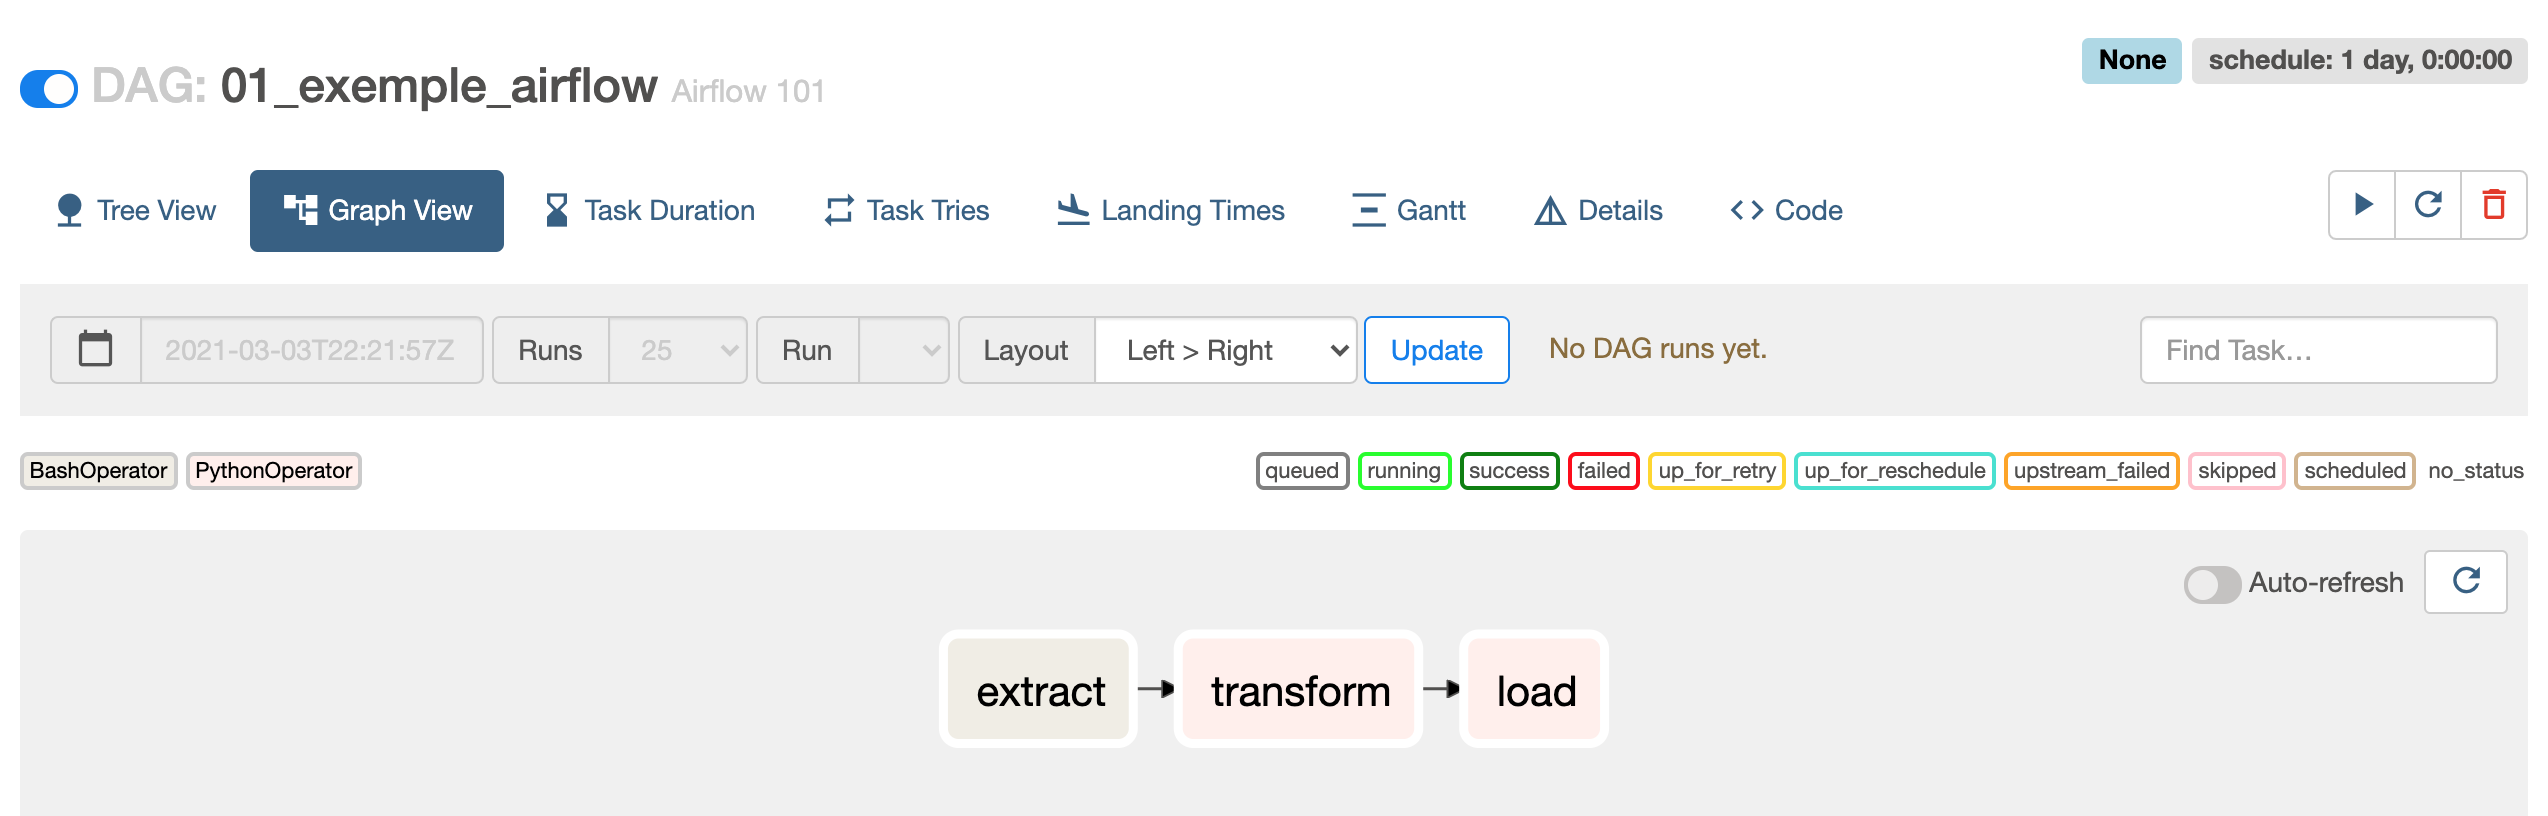 None schedule: 1 day, 0:00:00
DAG: 01_exemple_airflow Airflow 101
Tree View Graph View Task Duration Task Tries Landing Times Gantt Details Code
2021-03-03T22:21:57Z Runs 25 Run Layout Left > Right Update No DAG runs yet. Find Task...
BashOperator PythonOperator queued running success failed up_for_retry up_for_reschedule upstream_failed skipped scheduled no_status
Auto-refresh
extract transform load